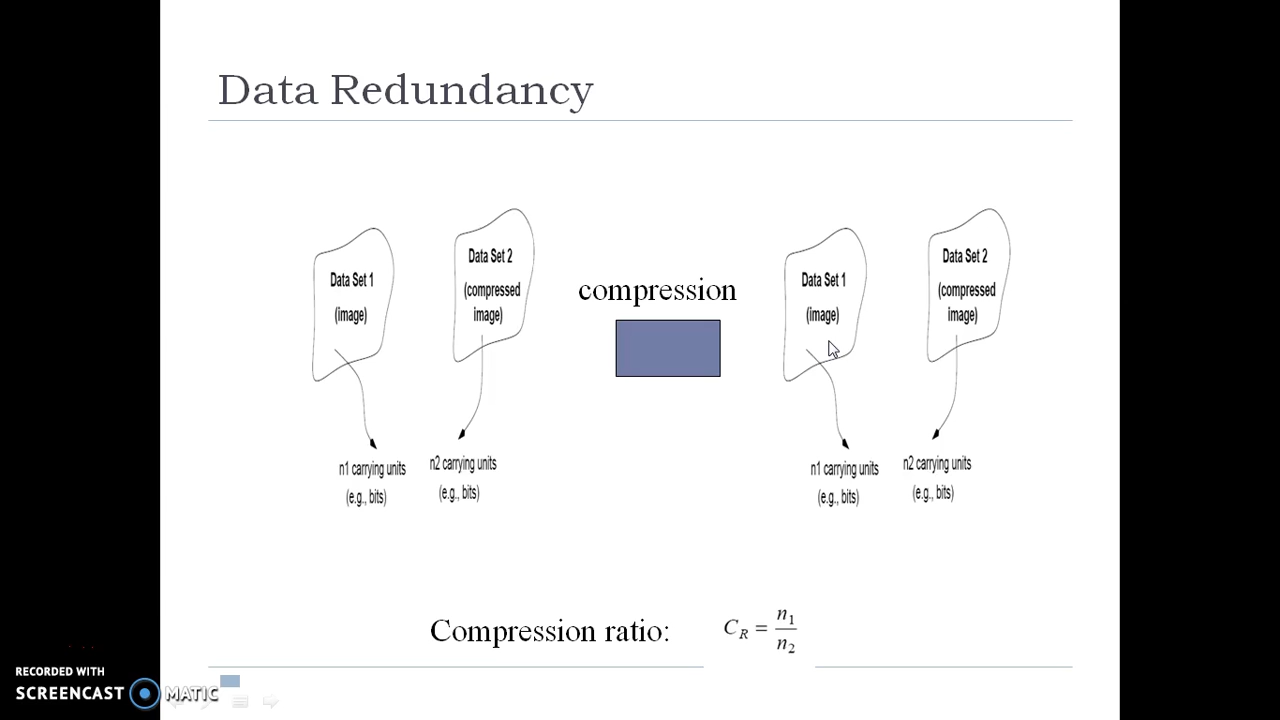 Data Redundancy
Data Set 1
(image)
n1 carrying units
(e.g., bits)
Data Set 2
(compressed
image)
n2 carrying units
(e.g., bits)
compression
Data Set 1
(image)
n1 carrying units
(e.g., bits)
Data Set 2
(compressed
image)
n2 carrying units
(e.g., bits)
Compression ratio: C_R = n_1 / n_2
RECORDED WITH
SCREENCAST MATIC